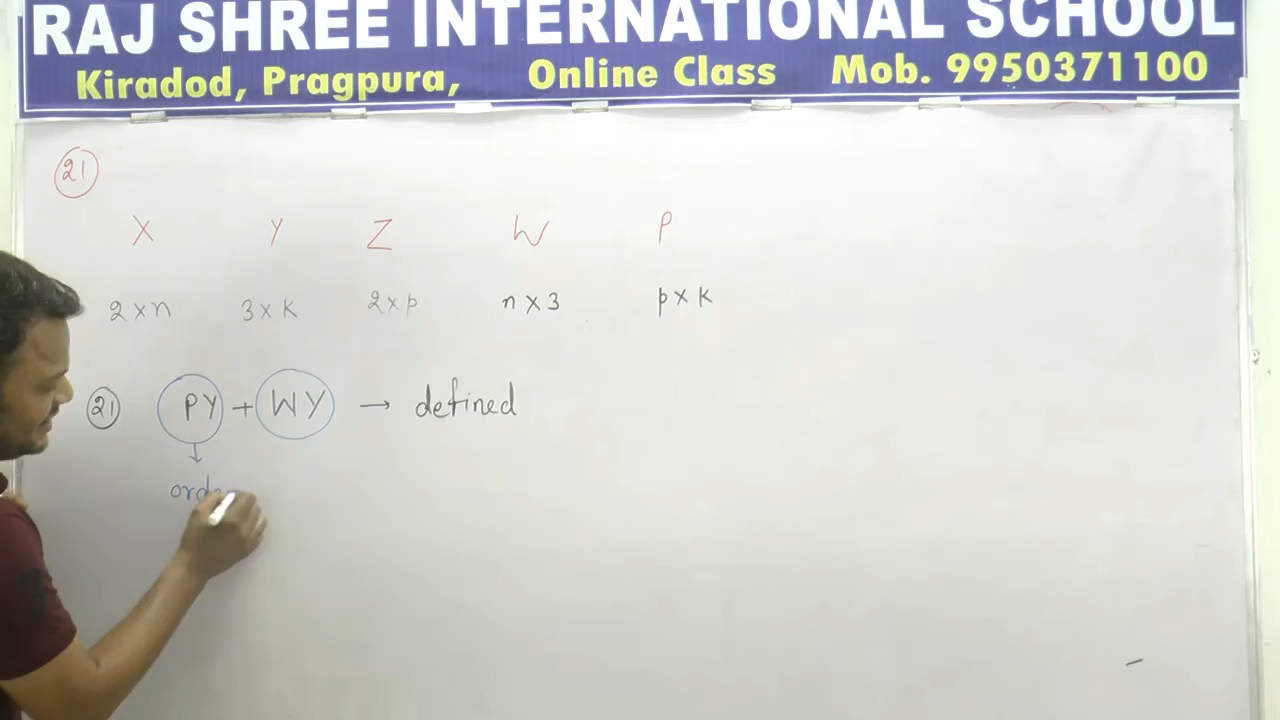 RAJ SHREE INTERNATIONAL SCHOOL
Kiradod, Pragpura, Online Class Mob. 9950371100
21
X Y Z W P
2 x n 3 x k 2 x p n x 3 p x k
21 PY + WY → defined
↓